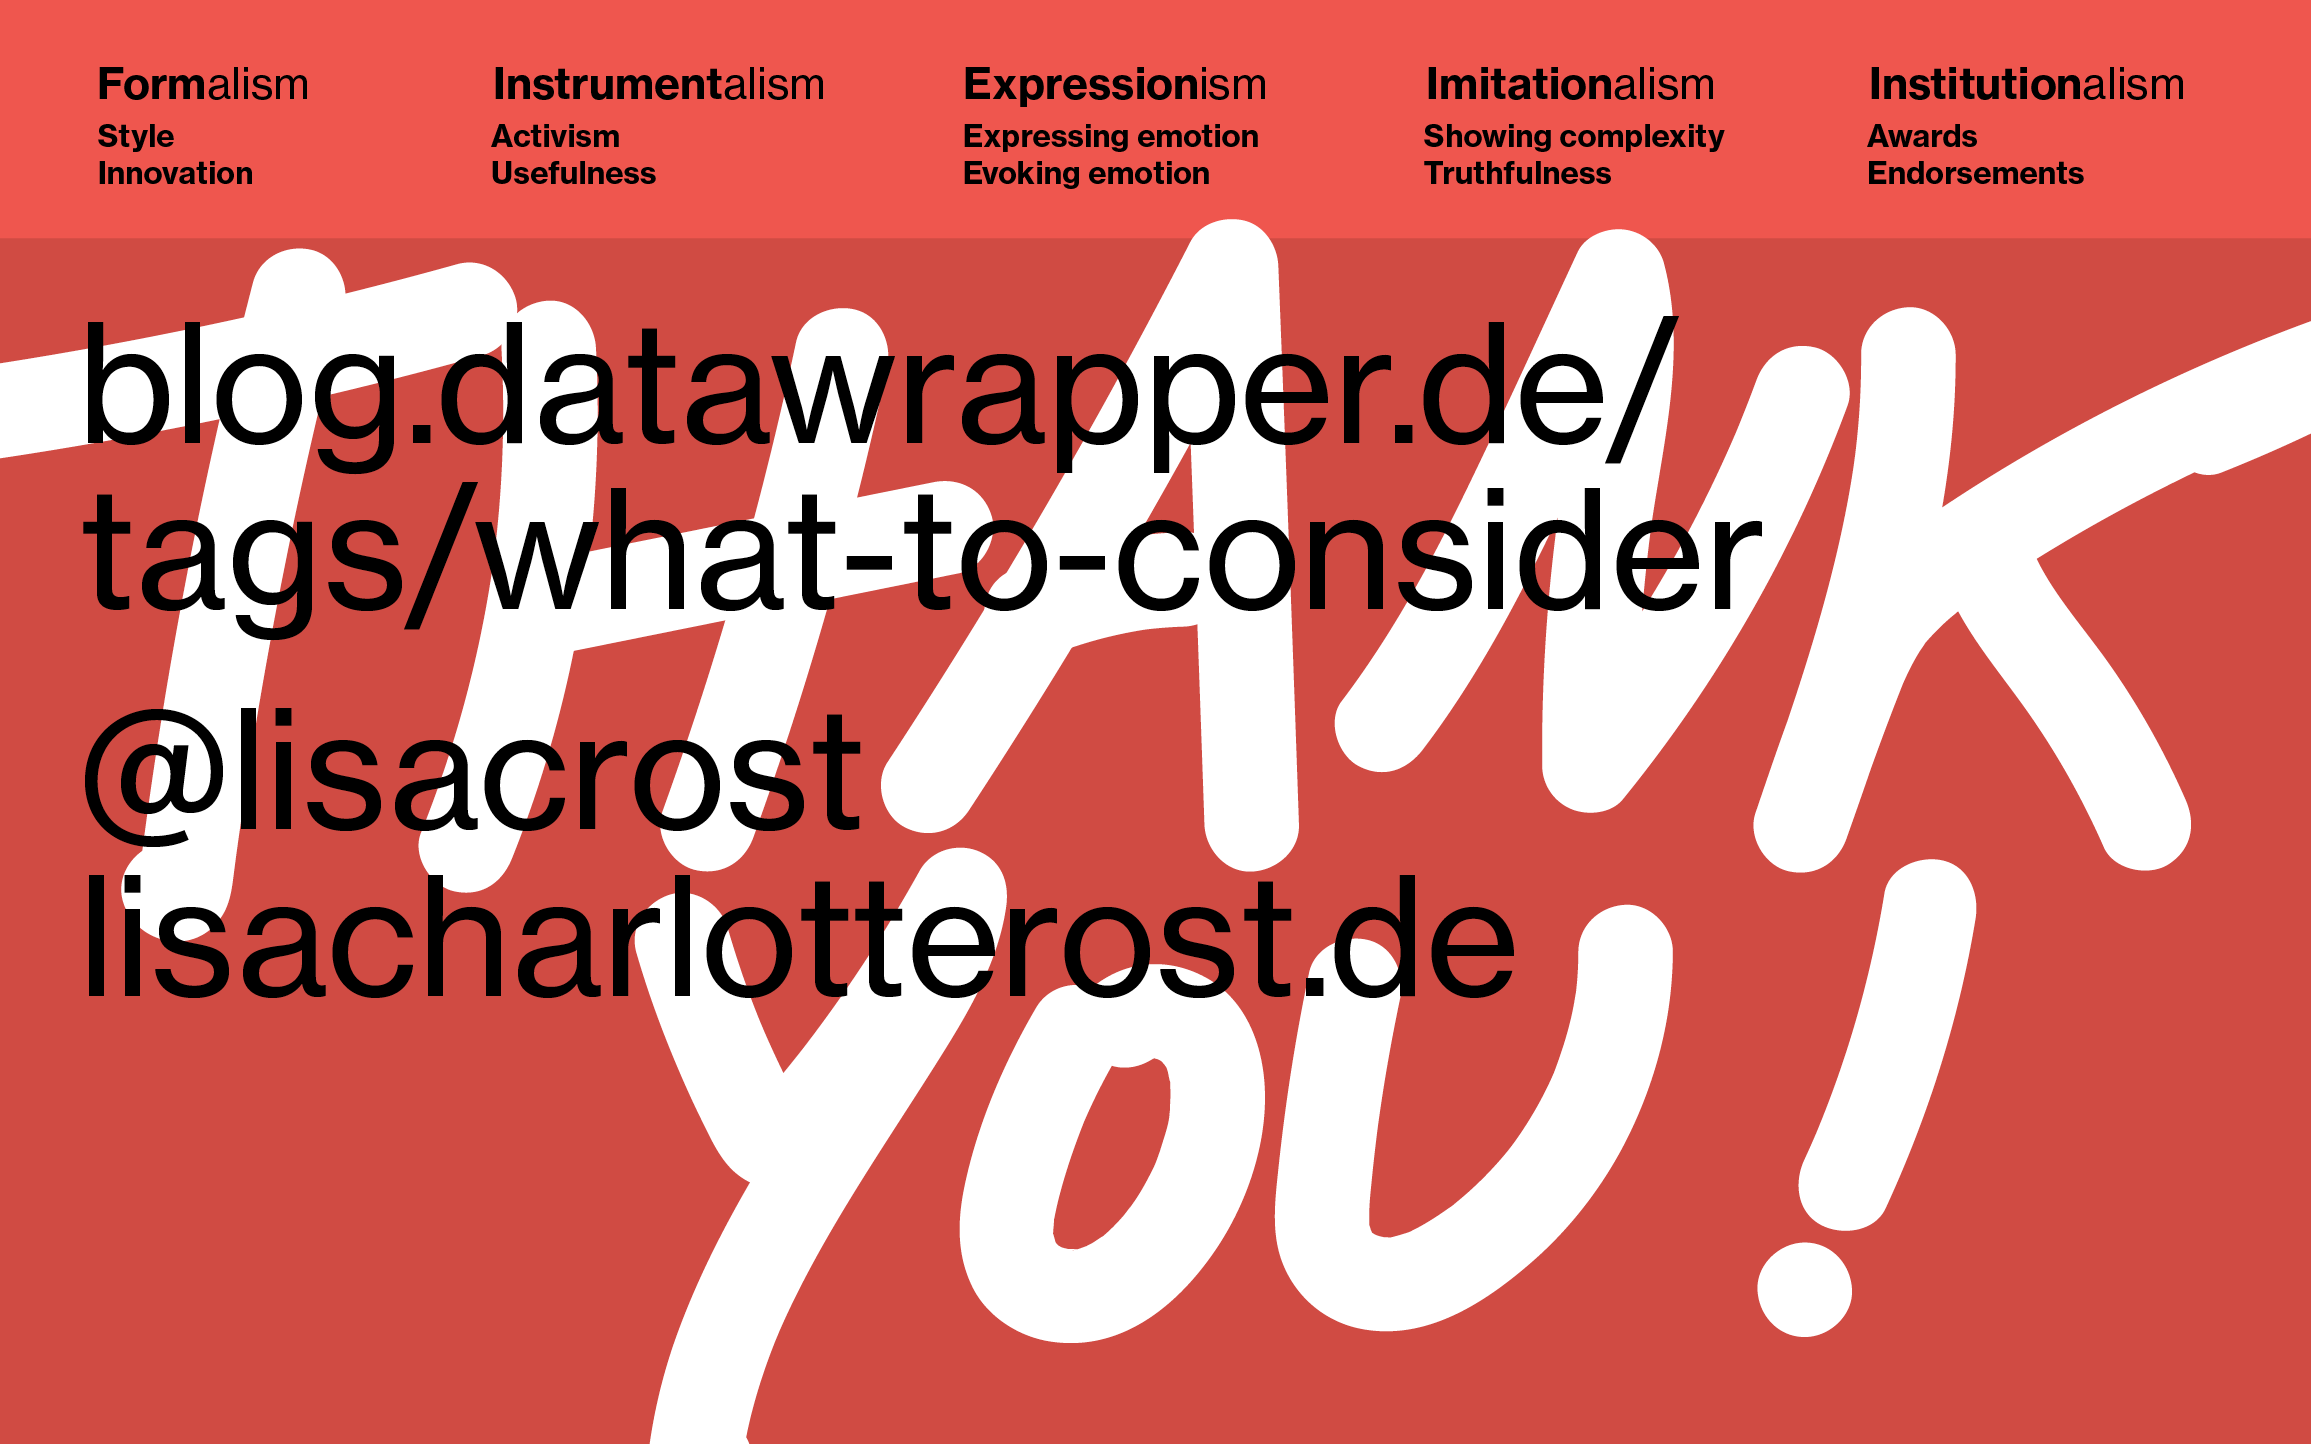 Formalism
Style
Innovation
Instrumentalism
Activism
Usefulness
Expressionism
Expressing emotion
Evoking emotion
Imitationalism
Showing complexity
Truthfulness
Institutionalism
Awards
Endorsements
THANK
YOU!
blog.datawrapper.de/
tags/what-to-consider
@lisacrost
lisacharlotterost.de